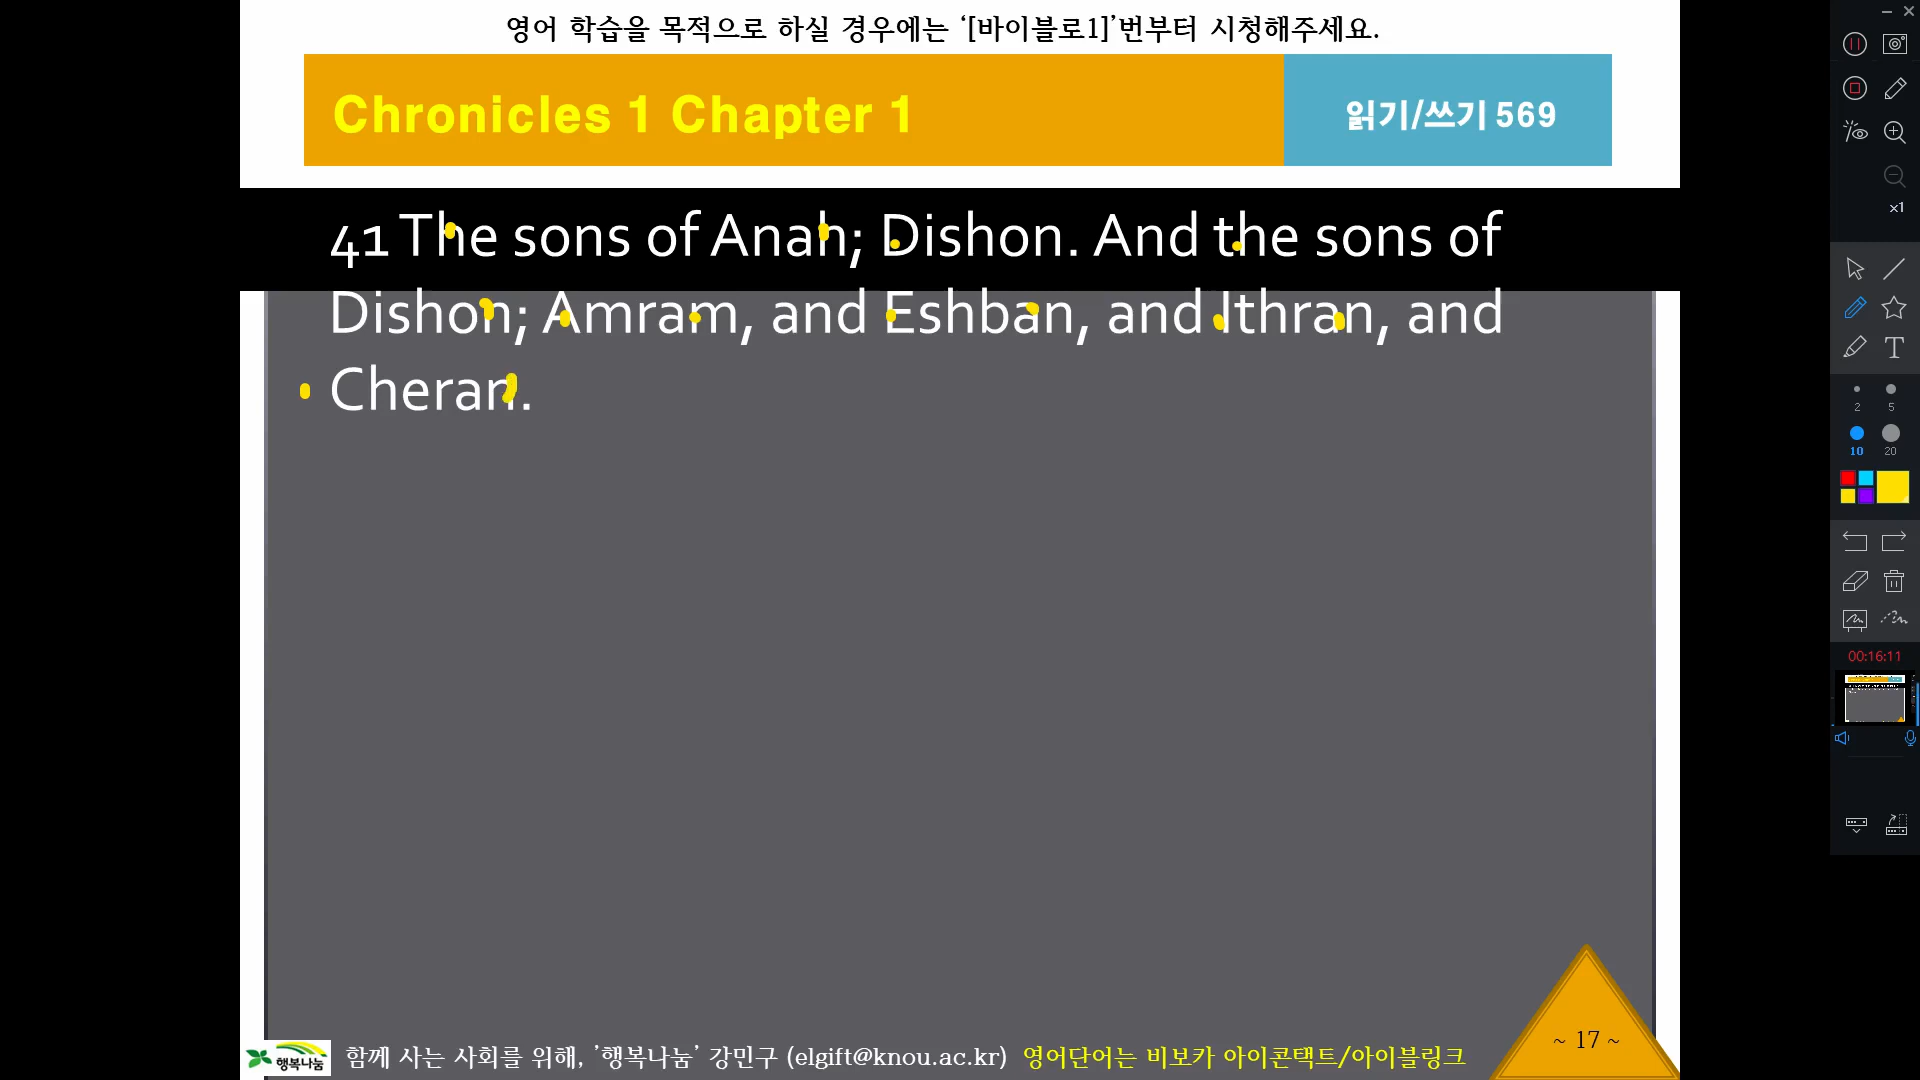 영어 학습을 목적으로 하실 경우에는 ‘[바이블로1]’번부터 시청해주세요.
Chronicles 1 Chapter 1
읽기/쓰기 569
41 The sons of Anah; Dishon. And the sons of
Dishon; Amram, and Eshban, and Ithran, and
Cheran.
x1
T
2 5
10 20
00:16:11
~ 17 ~
행복나눔 함께 사는 사회를 위해, ’행복나눔’ 강민구 (elgift@knou.ac.kr) 영어단어는 비보카 아이콘택트/아이블링크